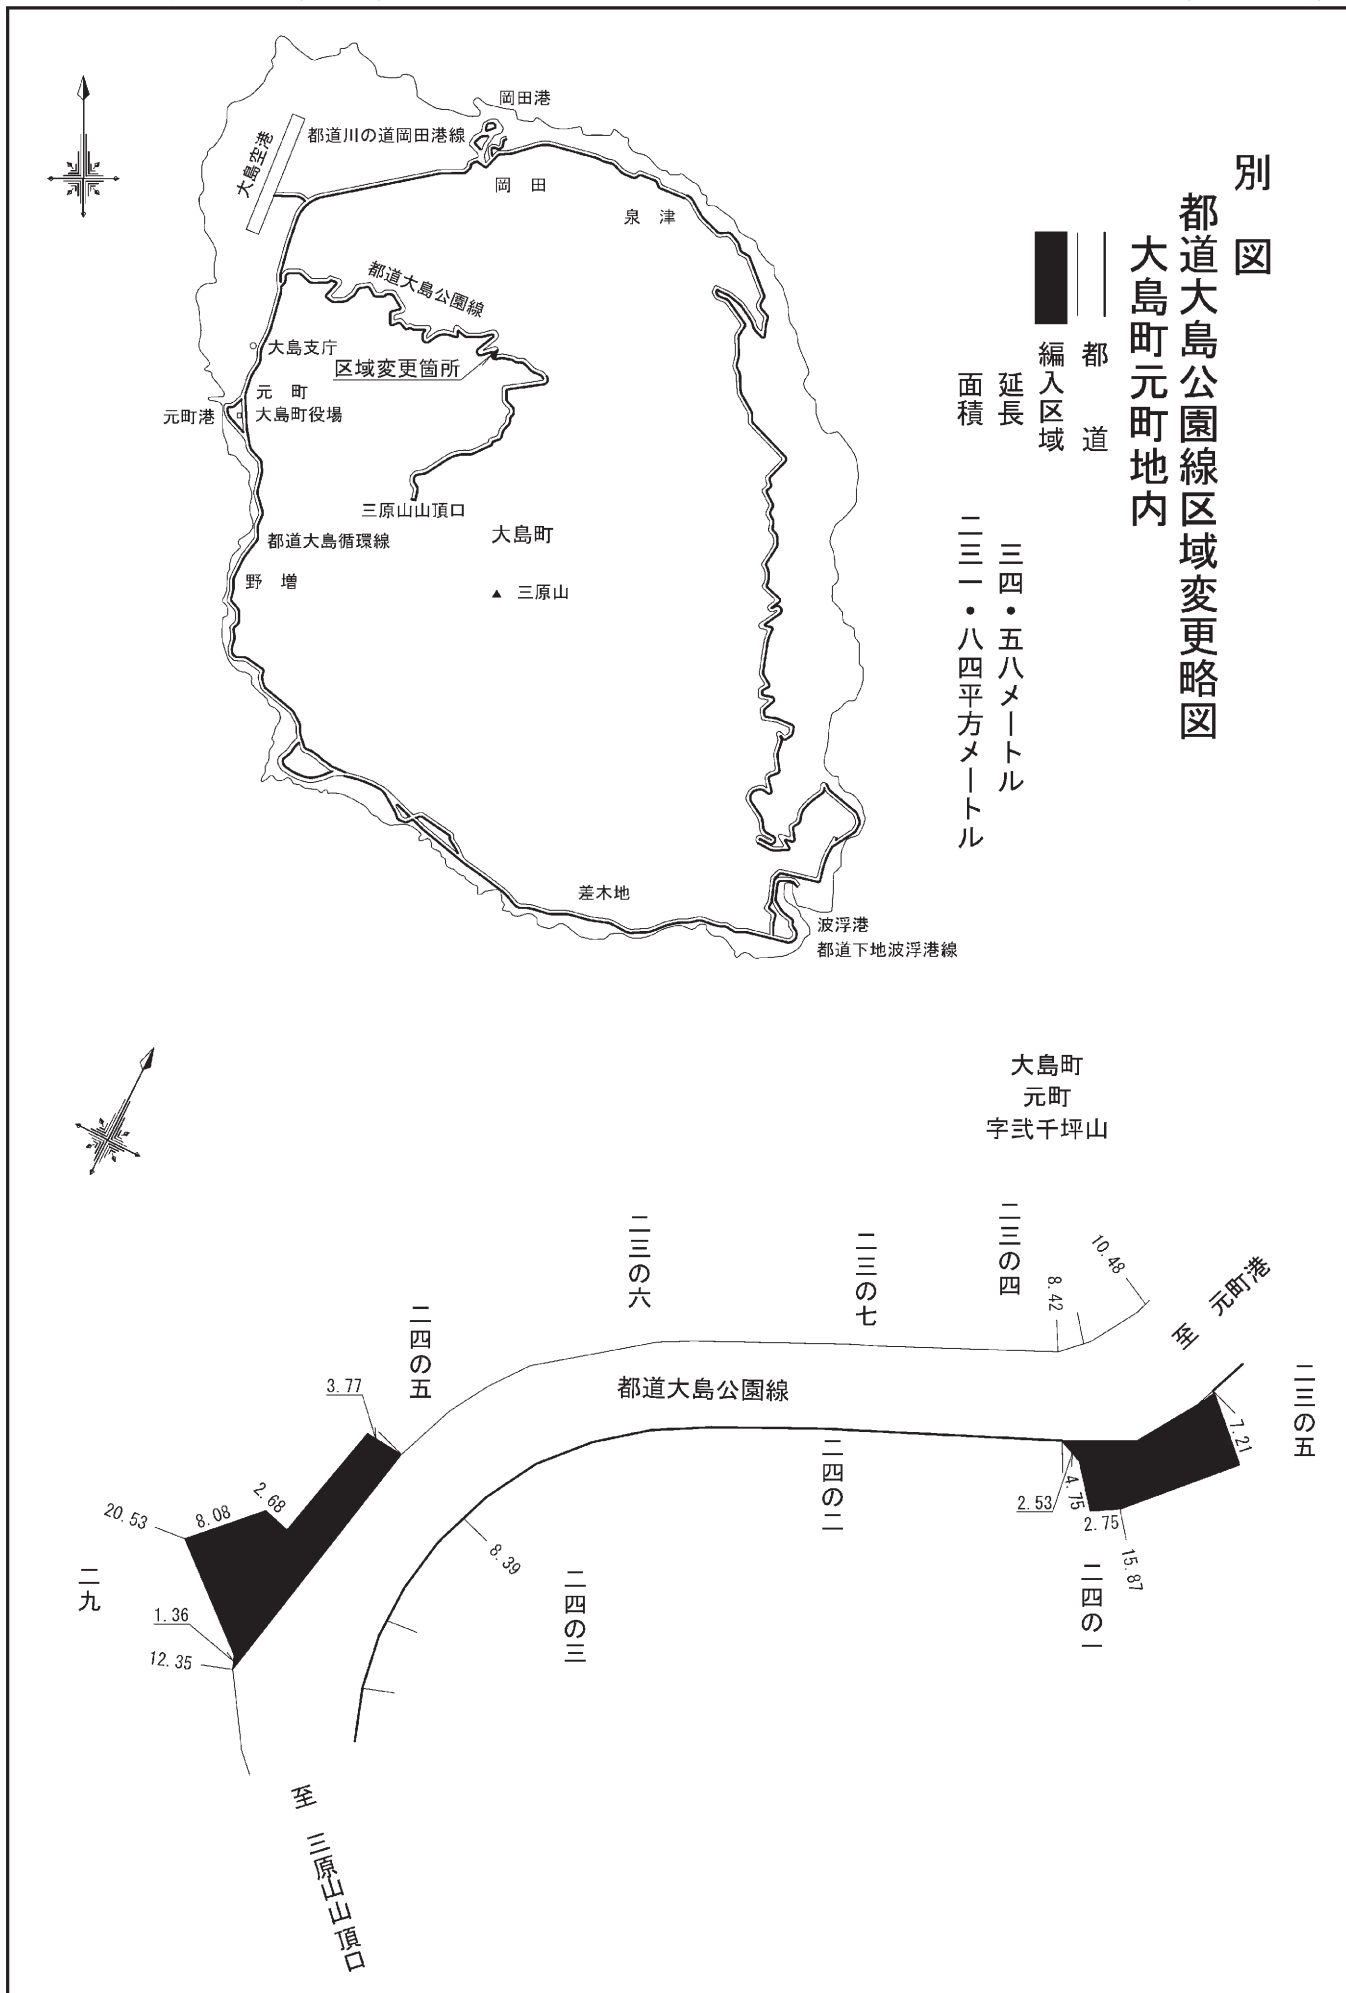 別図
都道大島公園線区域変更略図
大島町元町地内
都道
編入区域
延長 三四・五八メートル
面積 二三一・八四平方メートル
岡田港
都道川の道岡田港線
大島空港
岡田
泉津
都道大島公園線
大島支庁
区域変更箇所
元町
元町港
大島町役場
三原山山頂口
大島町
都道大島循環線
野増
三原山
差木地
波浮港
都道下地波浮港線
大島町
元町
字弐千坪山
二三の四
二三の六
二三の七
10.48
8.42
至 元町港
二四の五
都道大島公園線
二三の五
3.77
7.21
二四の二
4.75
2.53
2.75
2.68
8.08
20.53
8.39
15.87
二四の一
二四の三
二九
1.36
12.35
至 三原山山頂口